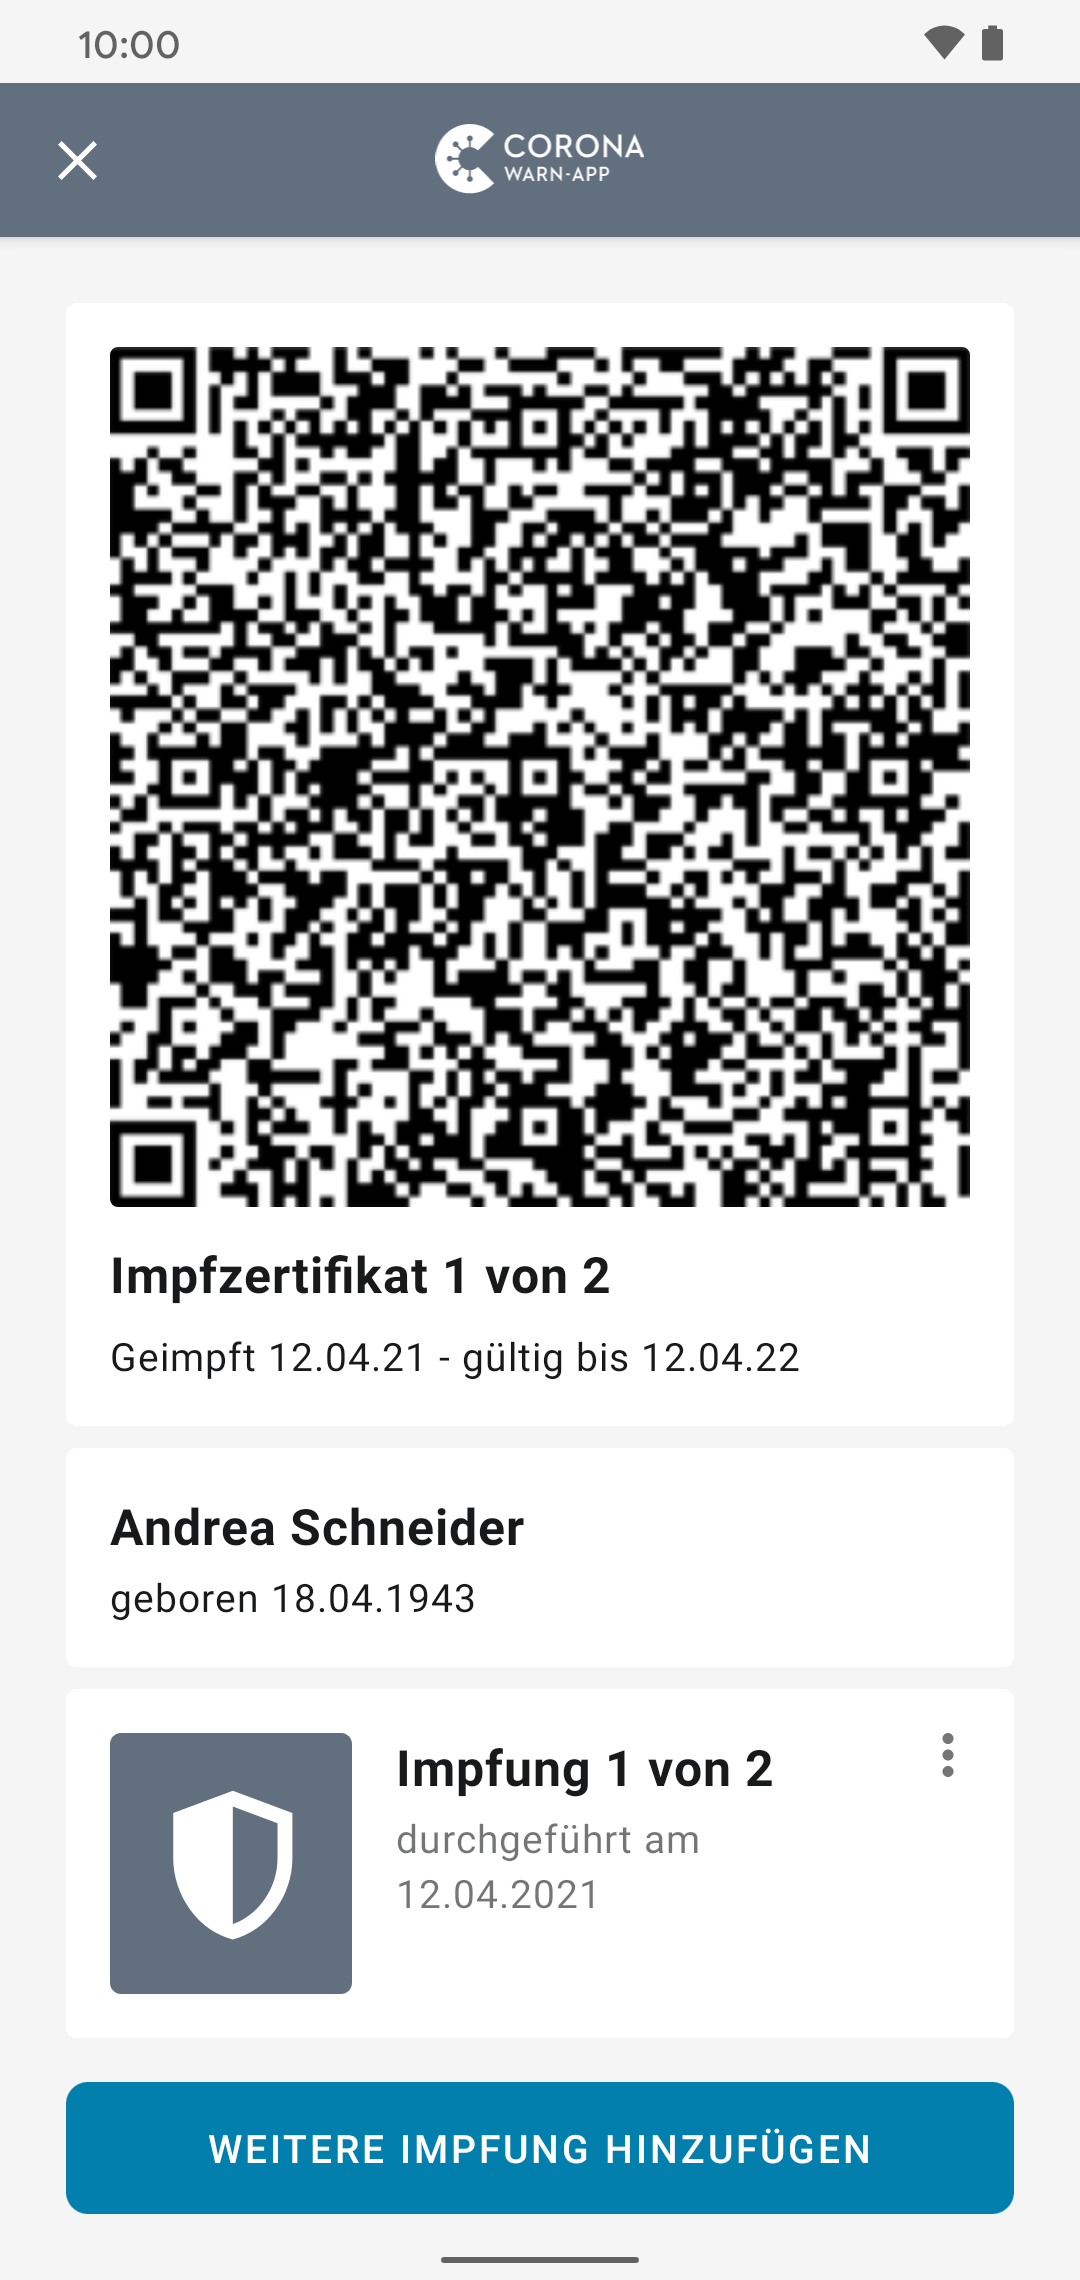 10:00
CORONA
WARN-APP
Impfzertifikat 1 von 2
Geimpft 12.04.21 - gültig bis 12.04.22
Andrea Schneider
geboren 18.04.1943
Impfung 1 von 2
durchgeführt am
12.04.2021
WEITERE IMPFUNG HINZUFÜGEN